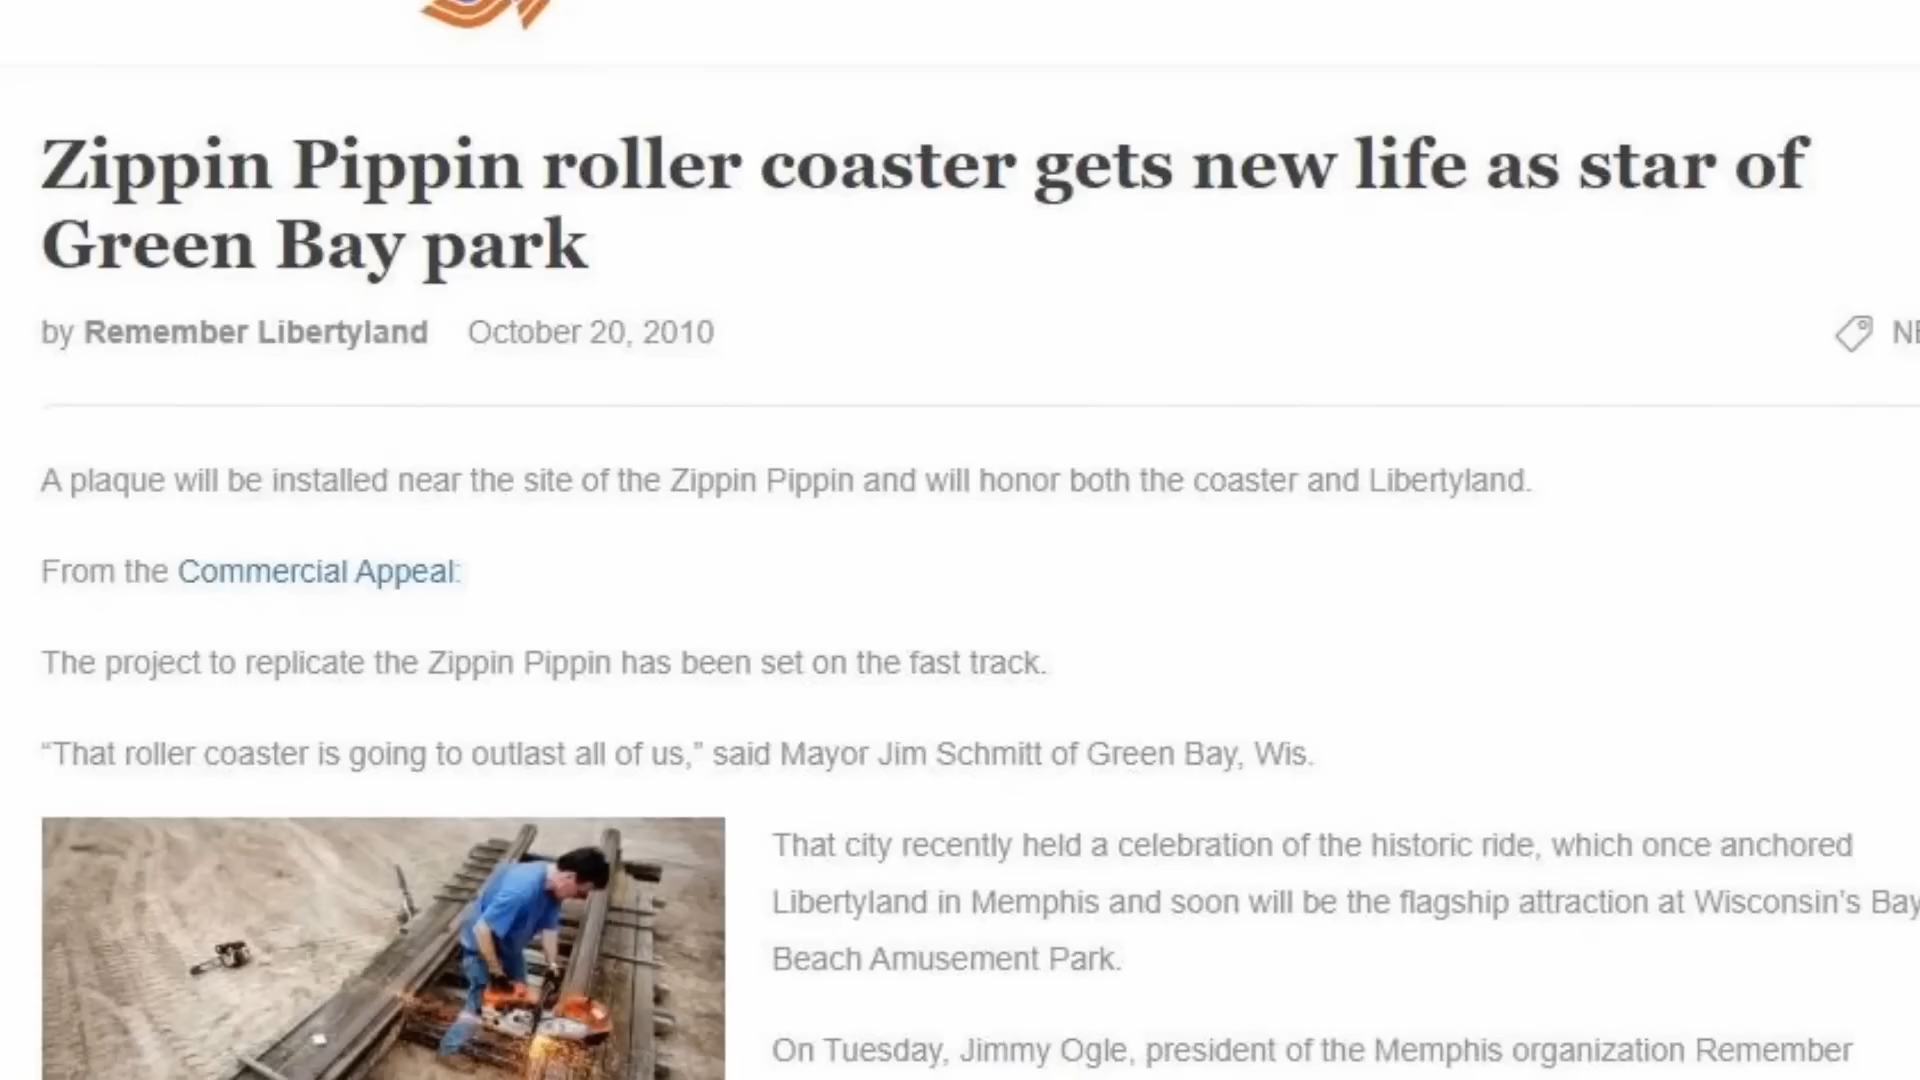 Zippin Pippin roller coaster gets new life as star of
Green Bay park
by Remember Libertyland October 20, 2010
A plaque will be installed near the site of the Zippin Pippin and will honor both the coaster and Libertyland.
From the Commercial Appeal:
The project to replicate the Zippin Pippin has been set on the fast track.
“That roller coaster is going to outlast all of us,” said Mayor Jim Schmitt of Green Bay, Wis.
That city recently held a celebration of the historic ride, which once anchored
Libertyland in Memphis and soon will be the flagship attraction at Wisconsin's Bay
Beach Amusement Park.
On Tuesday, Jimmy Ogle, president of the Memphis organization Remember